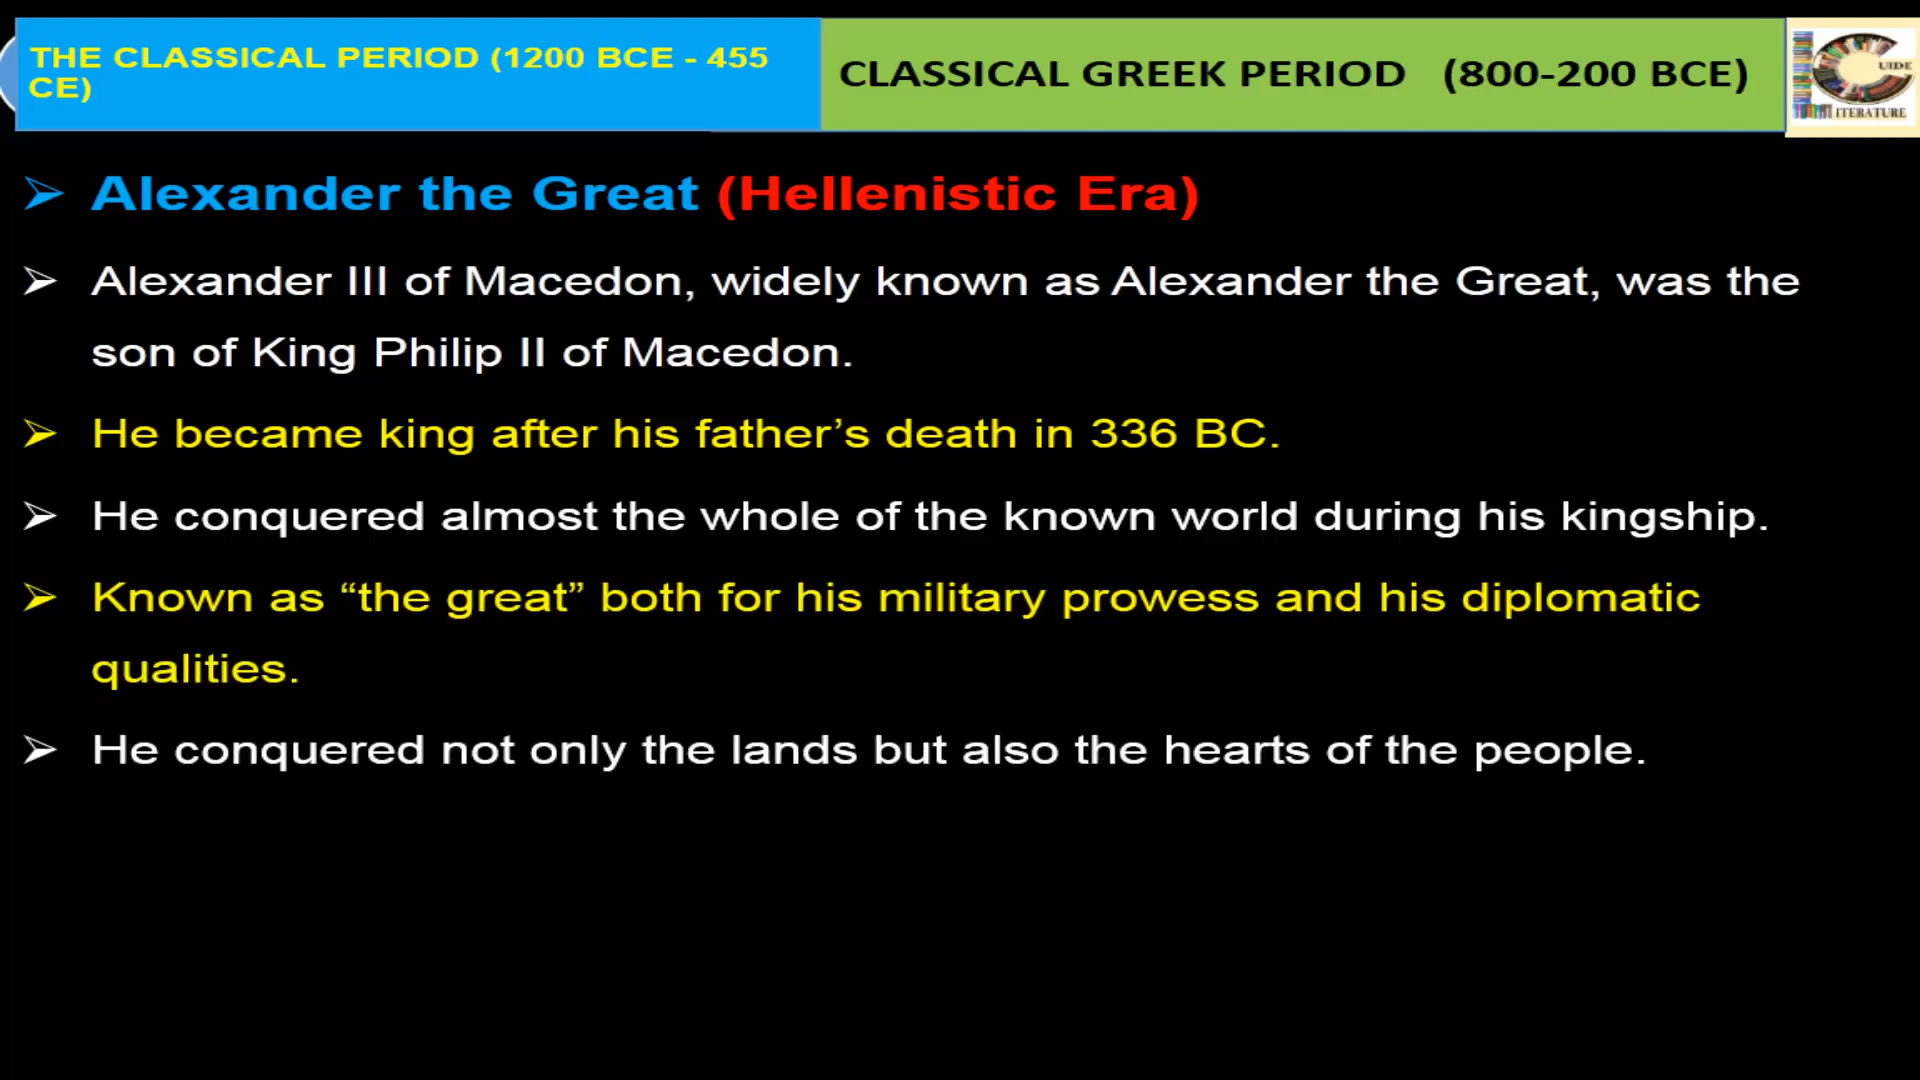 THE CLASSICAL PERIOD (1200 BCE - 455
CE)
CLASSICAL GREEK PERIOD (800-200 BCE)
UIDE
ITERATURE
Alexander the Great (Hellenistic Era)
Alexander III of Macedon, widely known as Alexander the Great, was the
son of King Philip II of Macedon.
He became king after his father’s death in 336 BC.
He conquered almost the whole of the known world during his kingship.
Known as “the great” both for his military prowess and his diplomatic
qualities.
He conquered not only the lands but also the hearts of the people.